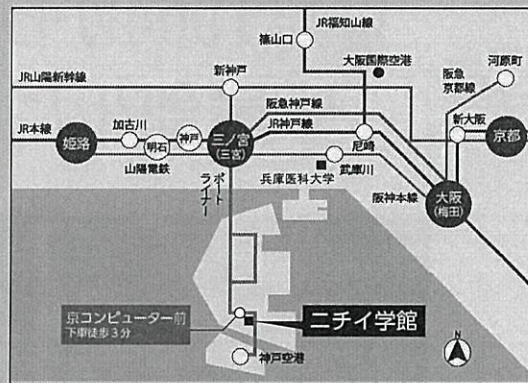 JR福知山線
篠山口
大阪国際空港
河原町
JR山陽新幹線
新神戸
阪急神戸線
阪急
京都線
JR本線
加古川
神戸
三ノ宮
(三宮)
JR神戸線
新大阪
姫路
明石
京都
山陽電鉄
尼崎
兵庫医科大学
武庫川
ポートライナー
阪神本線
大阪
(梅田)
京コンピューター前
下車徒歩3分
ニチイ学館
神戸空港
N